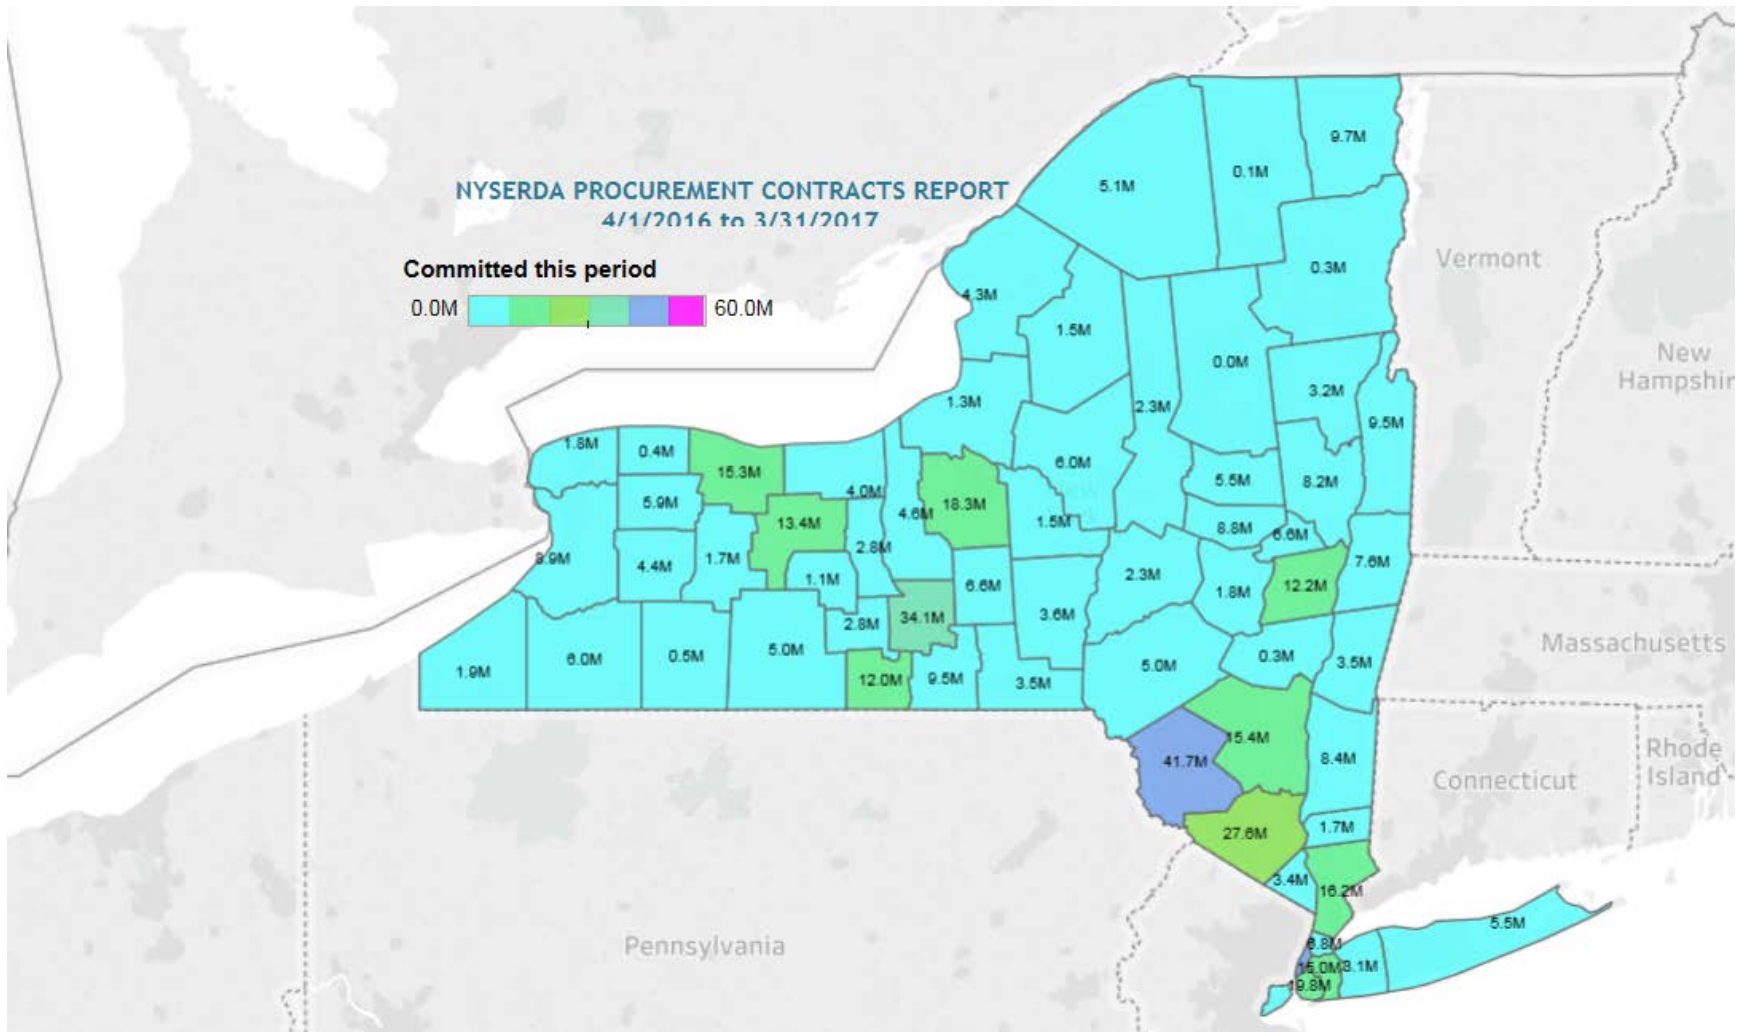 9.7M
0.1M
5.1M
NYSERDA PROCUREMENT CONTRACTS REPORT
4/1/2016 to 3/31/2017
Committed this period
0.0M
60.0M
Vermont
0.3M
4.3M
1.5M
New
Hampshir
0.0M
3.2M
1.3M
2.3M
9.5M
1.8M
0.4M
15.3M
6.0M
5.5M
8.2M
4.0M
5.9M
18.3M
4.6M
13.4M
1.5M
8.8M
6.6M
2.8M
1.7M
4.4M
7.6M
1.1M
6.6M
2.3M
12.2M
1.8M
2.8M
34.1M
3.6M
Massachusetts
1.9M
6.0M
0.5M
5.0M
12.0M
9.5M
3.5M
5.0M
0.3M
3.5M
15.4M
41.7M
8.4M
Rhode
Island
Connecticut
27.6M
1.7M
3.4M
16.2M
5.5M
Pennsylvania
6.8M
15.0M
3.1M
19.8M